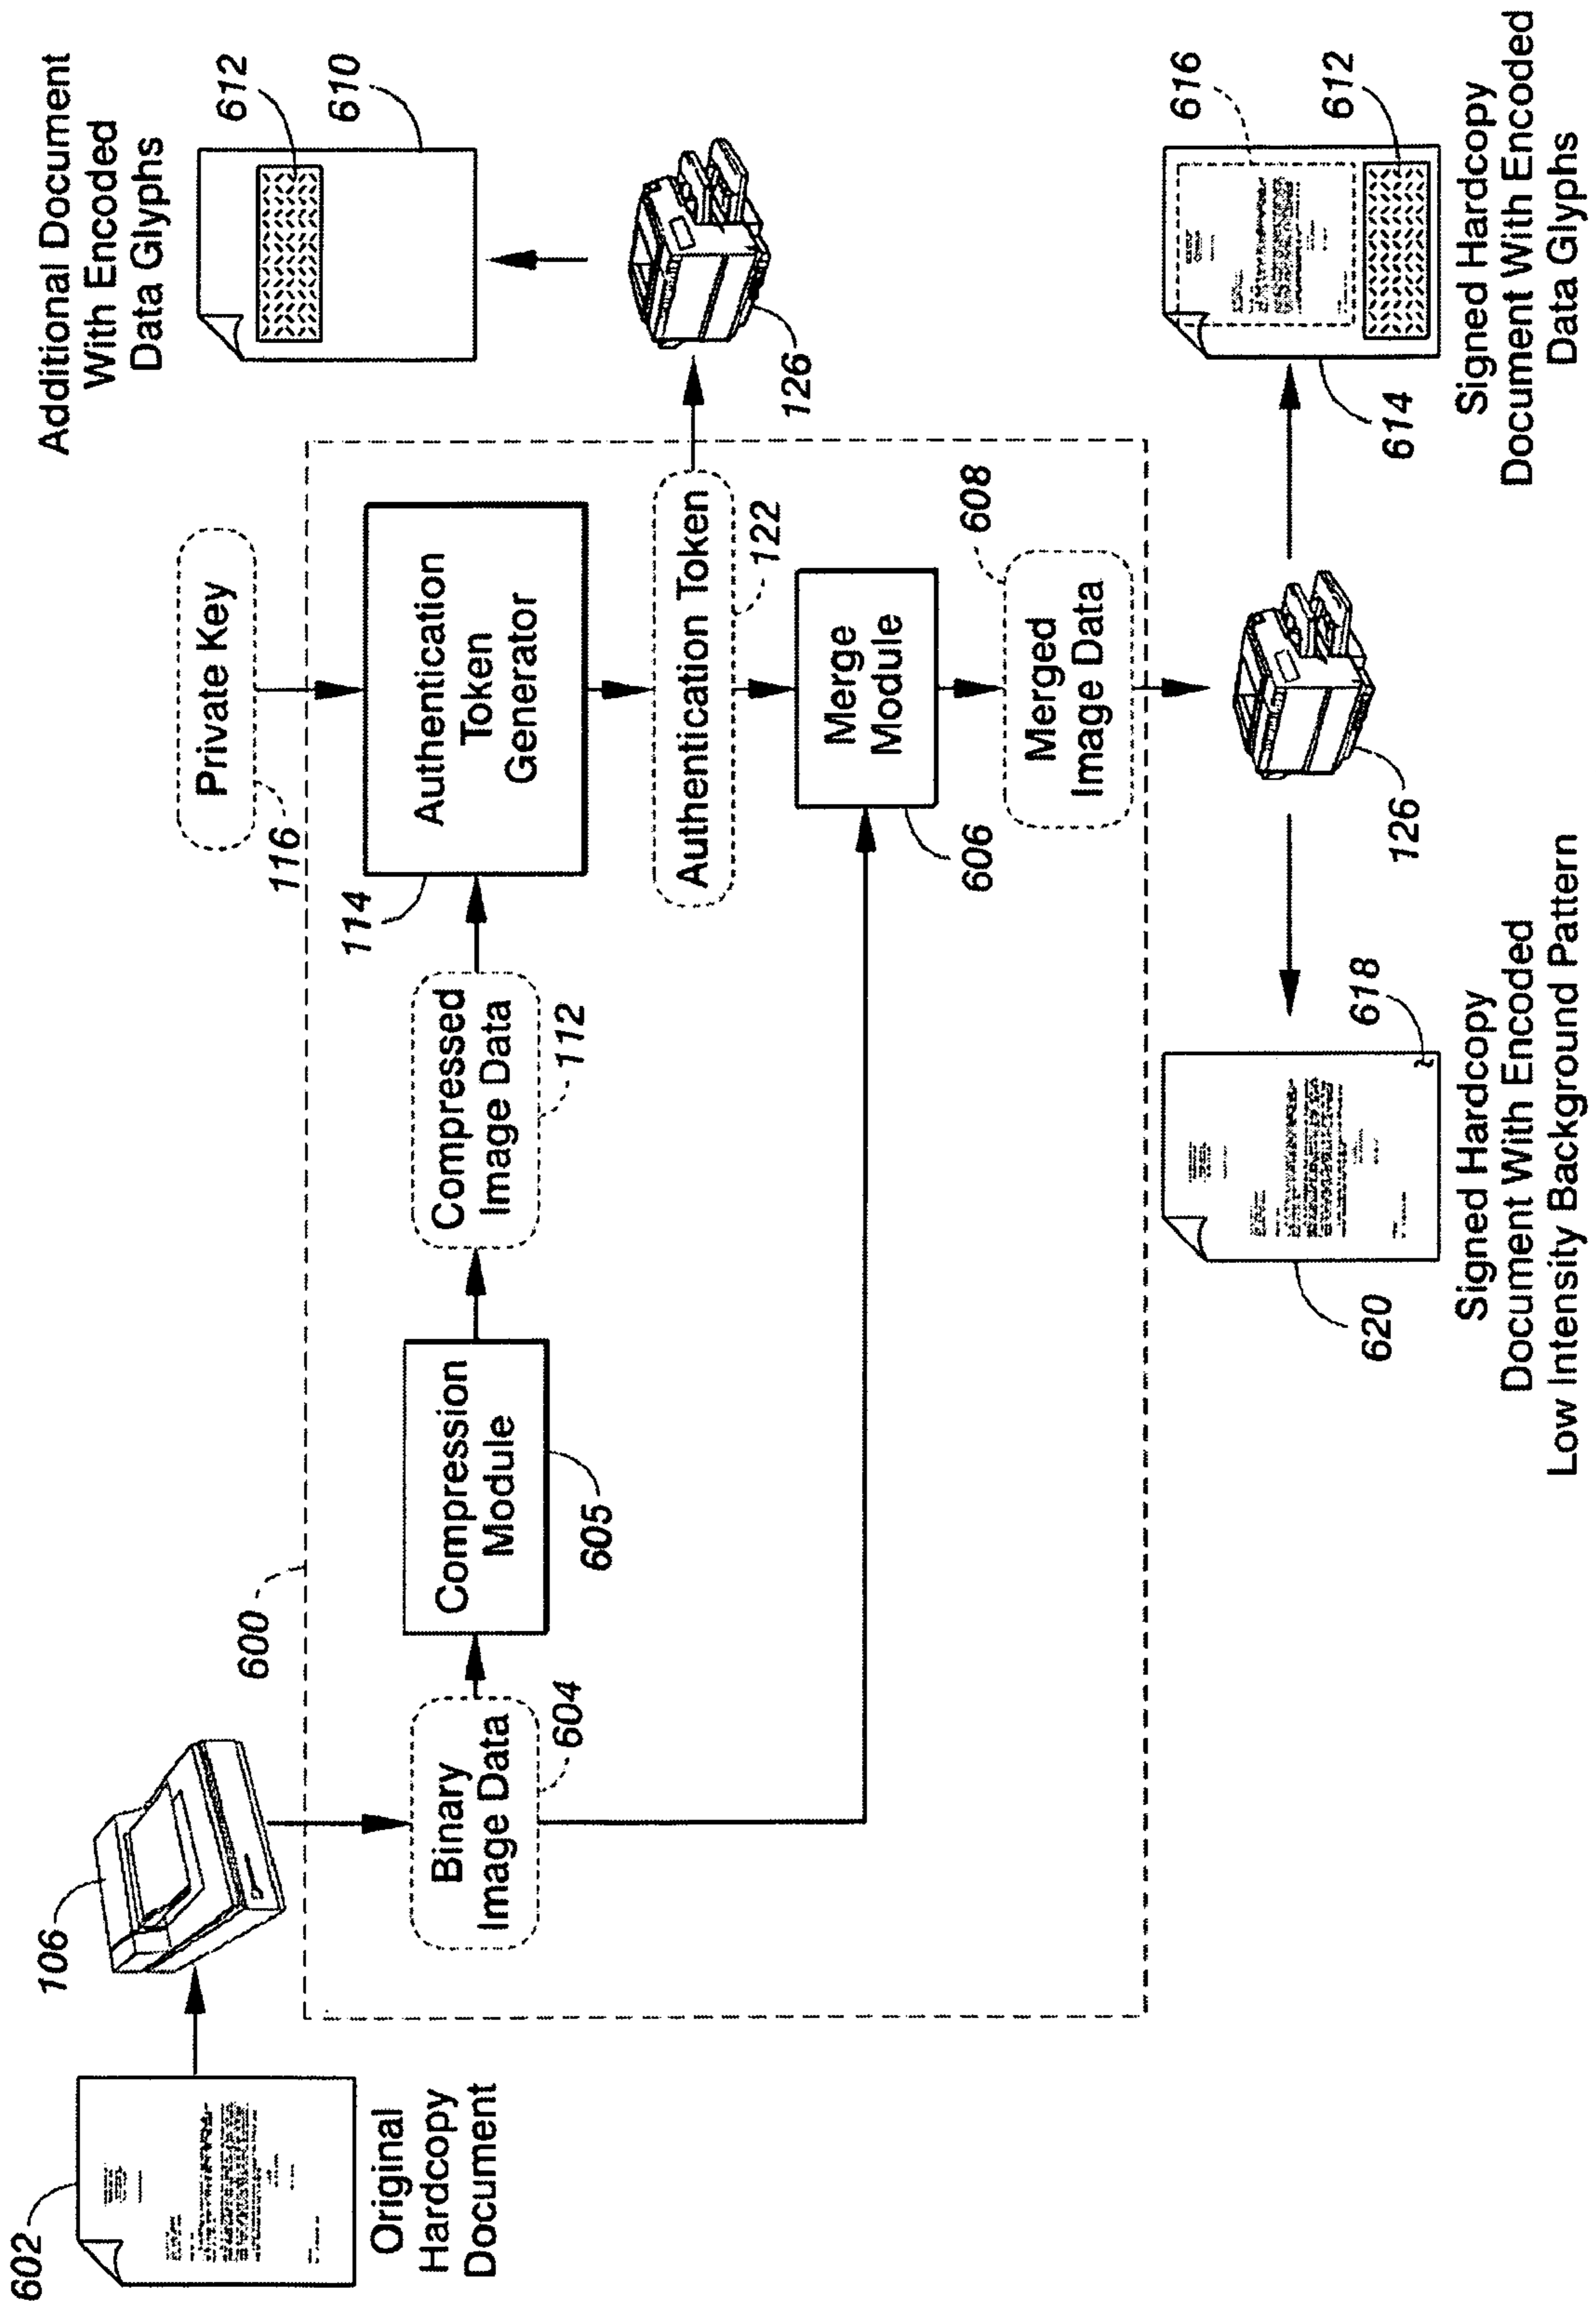 602
Original
Hardcopy
Document
106
600
Binary
Image Data
604
Compression
Module
605
Compressed
Image Data
112
Private Key
116
114
Authentication
Token
Generator
Authentication Token
122
Merge
Module
606
Merged
Image Data
608
126
Additional Document
With Encoded
Data Glyphs
612
610
126
618
620
Signed Hardcopy
Document With Encoded
Low Intensity Background Pattern
616
612
614
Signed Hardcopy
Document With Encoded
Data Glyphs